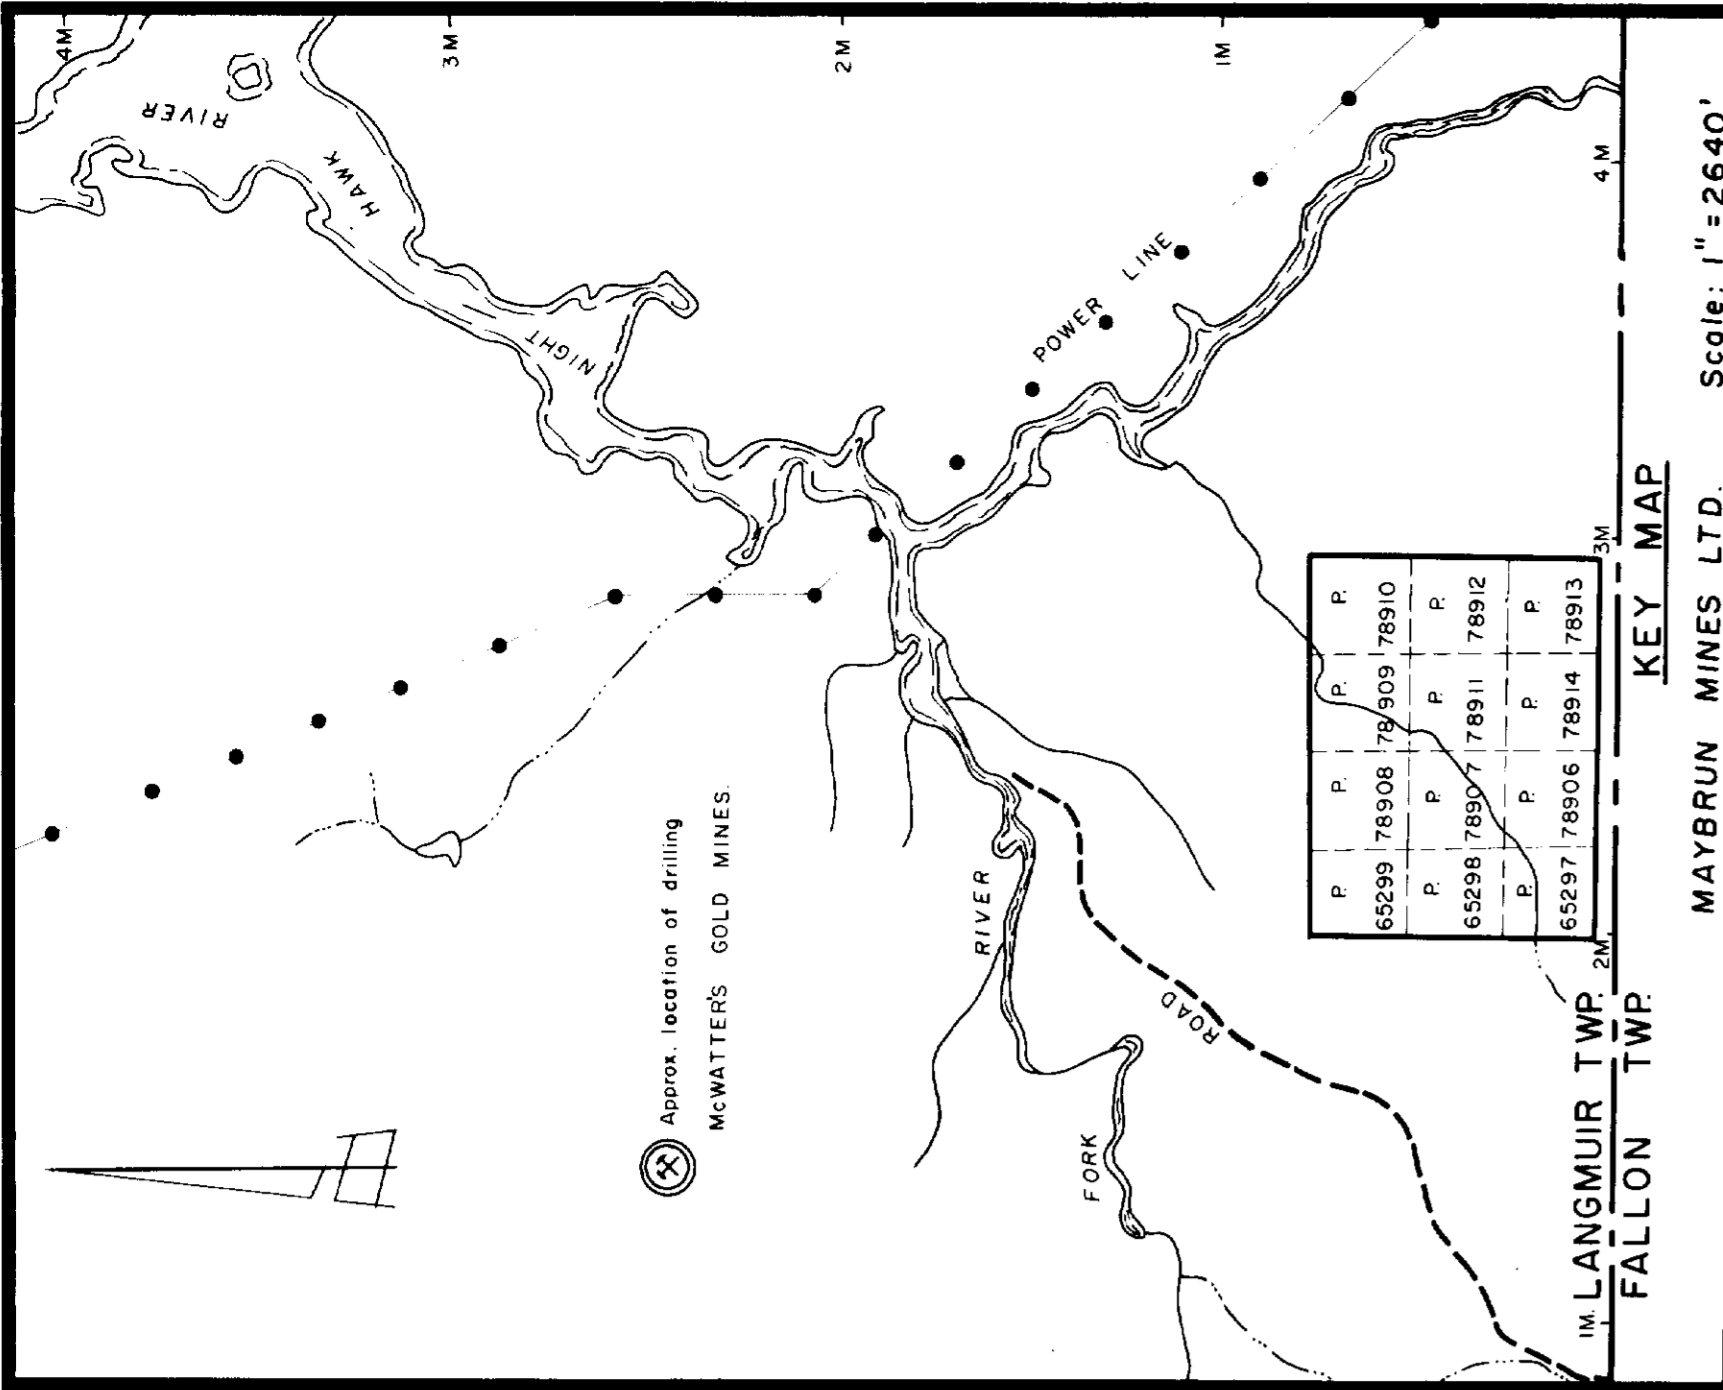 4M
3M
2M
1M
RIVER
HAWK
NIGHT
POWER LINE
4M
3M
2M
1M.
Approx. location of drilling
McWATTER'S GOLD MINES.
RIVER
FORK
ROAD
P. P. P. P.
65299 78908 78909 78910
P. P. P. P.
65298 78907 78911 78912
P. P. P. P.
65297 78906 78914 78913
LANGMUIR TWP.
FALLON TWP.
KEY MAP
MAYBRUN MINES LTD. Scale: 1" = 2640'